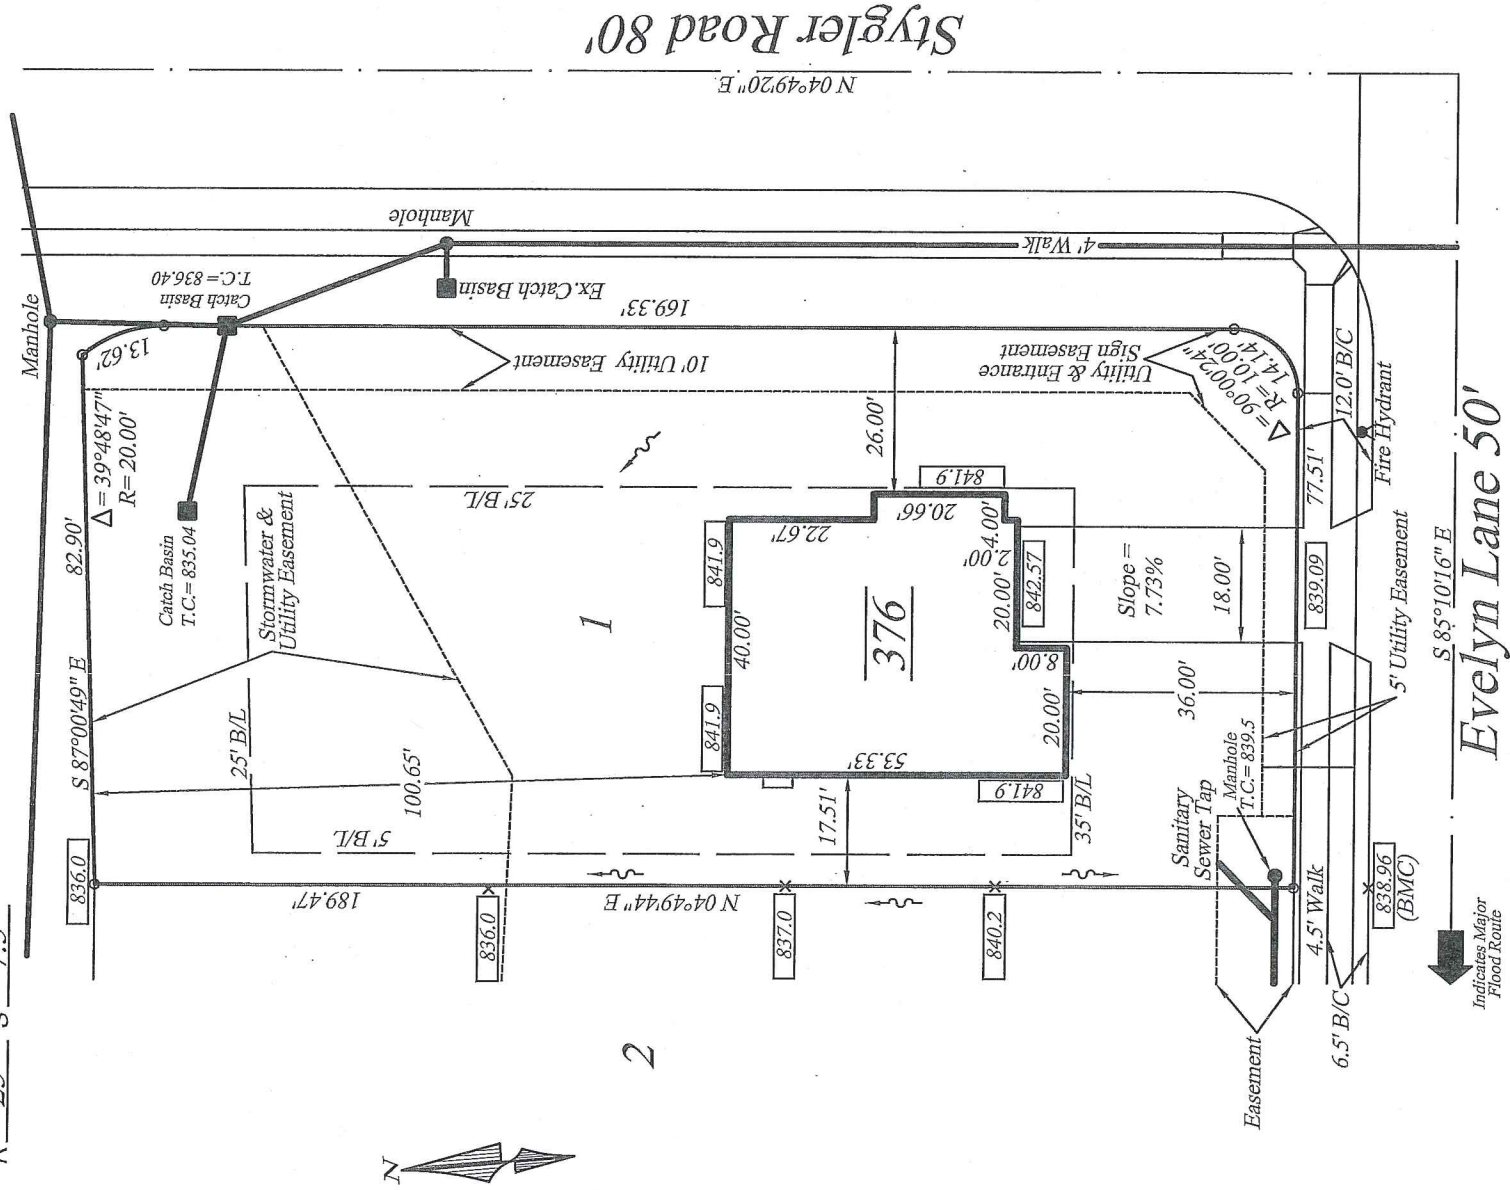 Stygler Road 80'
N 04°49'20" E
Manhole
4' Walk
Catch Basin
T.C.= 836.40
Ex.Catch Basin
Manhole
169.33'
13.62'
10' Utility Easement
Utility & Entrance
Sign Easement
△ = 90°00'24"
R= 10.00'
14.14'
12.0' B/C
Fire Hydrant
△ = 39°48'47"
R= 20.00'
26.00'
25' B/L
841.9
20.66'
4.00'
2.00'
22.67'
841.9
77.51'
82.90'
Catch Basin
T.C.= 835.04
Stormwater &
Utility Easement
1
40.00'
376
20.00'
842.57
Slope =
7.73%
18.00'
839.09
5' Utility Easement
S 85°10'16" E
Evelyn Lane 50'
S 87°00'49" E
25' B/L
100.65'
841.9
8.00'
20.00'
53.33'
841.9
36.00'
35' B/L
17.51'
5' B/L
Manhole
T.C.= 839.5
Sanitary
Sewer Tap
836.0
189.47'
N 04°49'44" E
836.0
837.0
840.2
4.5' Walk
838.96
(BMC)
Indicates Major
Flood Route
6.5' B/C
Easement
2
N